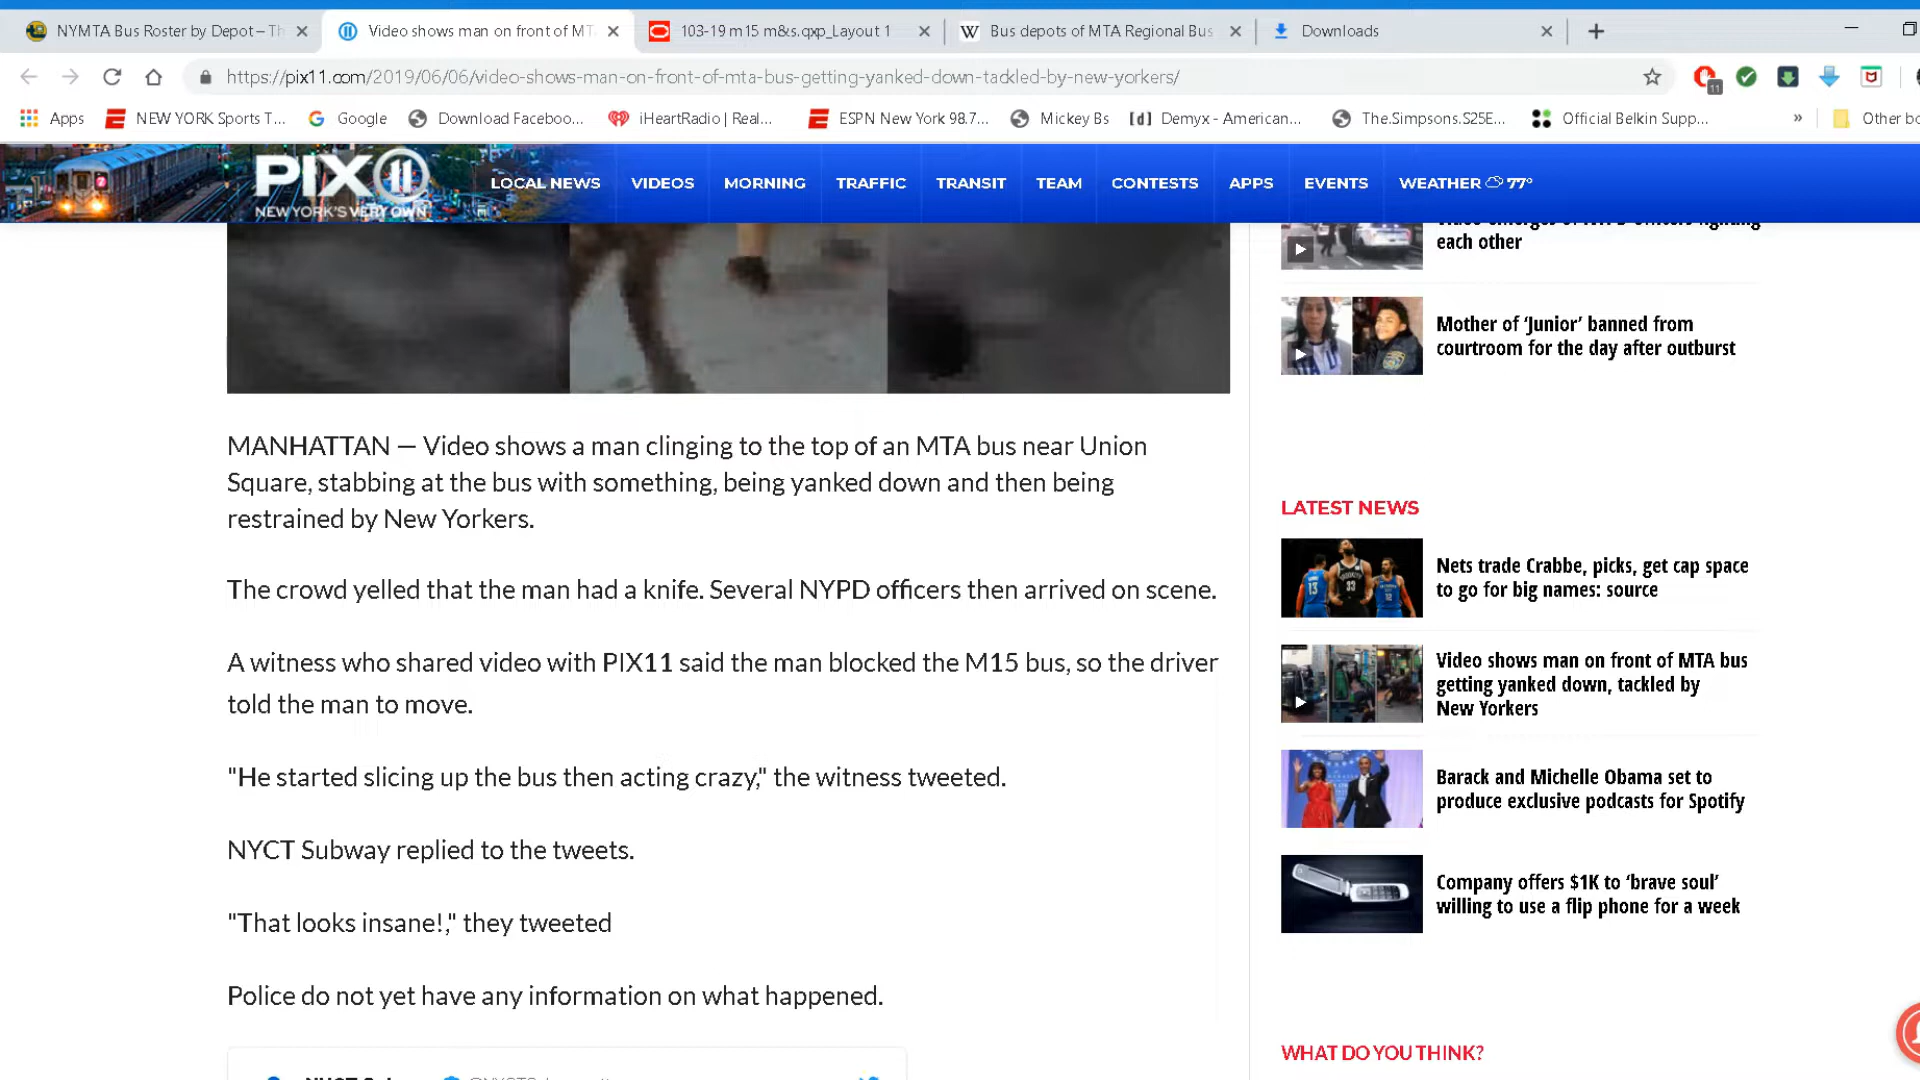 NYMTA Bus Roster by Depot – Th
Video shows man on front of MT
103-19 m15 m&s.qxp_Layout 1
Bus depots of MTA Regional Bus
Downloads
https://pix11.com/2019/06/06/video-shows-man-on-front-of-mta-bus-getting-yanked-down-tackled-by-new-yorkers/
11
Apps
NEW YORK Sports T...
Google
Download Faceboo...
iHeartRadio | Real...
ESPN New York 98.7...
Mickey Bs
[d] Demyx - American...
The.Simpsons.S25E...
Official Belkin Supp...
»
Other bo
PIX 11
NEW YORK'S VERY OWN
LOCAL NEWS
VIDEOS
MORNING
TRAFFIC
TRANSIT
TEAM
CONTESTS
APPS
EVENTS
WEATHER 77°
each other
Mother of ‘Junior’ banned from
courtroom for the day after outburst
MANHATTAN — Video shows a man clinging to the top of an MTA bus near Union
Square, stabbing at the bus with something, being yanked down and then being
restrained by New Yorkers.
The crowd yelled that the man had a knife. Several NYPD officers then arrived on scene.
A witness who shared video with PIX11 said the man blocked the M15 bus, so the driver
told the man to move.
"He started slicing up the bus then acting crazy," the witness tweeted.
NYCT Subway replied to the tweets.
"That looks insane!," they tweeted
Police do not yet have any information on what happened.
LATEST NEWS
Nets trade Crabbe, picks, get cap space
to go for big names: source
Video shows man on front of MTA bus
getting yanked down, tackled by
New Yorkers
Barack and Michelle Obama set to
produce exclusive podcasts for Spotify
Company offers $1K to ‘brave soul’
willing to use a flip phone for a week
WHAT DO YOU THINK?